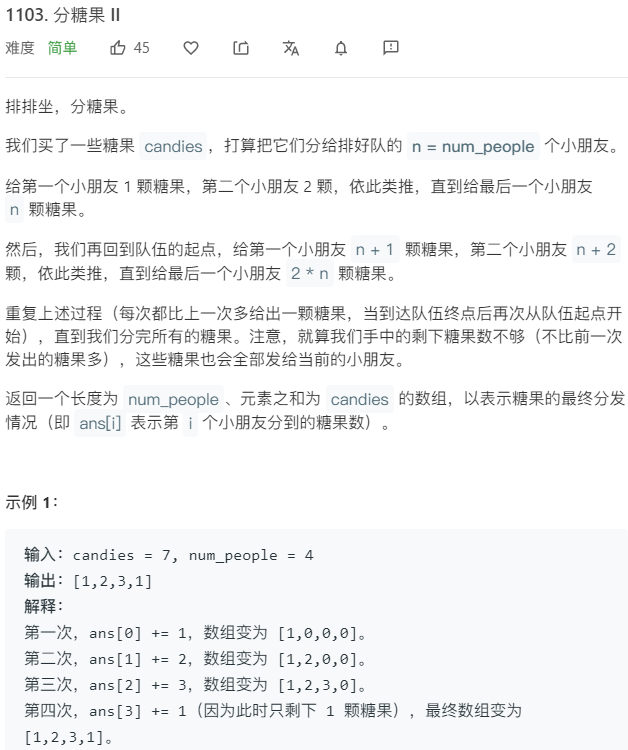 1103. 分糖果 II
难度 简单 45
排排坐，分糖果。
我们买了一些糖果 candies，打算把它们分给排好队的 n = num_people 个小朋友。
给第一个小朋友 1 颗糖果，第二个小朋友 2 颗，依此类推，直到给最后一个小朋友
n 颗糖果。
然后，我们再回到队伍的起点，给第一个小朋友 n + 1 颗糖果，第二个小朋友 n + 2
颗，依此类推，直到给最后一个小朋友 2 * n 颗糖果。
重复上述过程（每次都比上一次多给出一颗糖果，当到达队伍终点后再次从队伍起点开
始），直到我们分完所有的糖果。注意，就算我们手中的剩下糖果数不够（不比前一次
发出的糖果多），这些糖果也会全部发给当前的小朋友。
返回一个长度为 num_people、元素之和为 candies 的数组，以表示糖果的最终分发
情况（即 ans[i] 表示第 i 个小朋友分到的糖果数）。
示例 1：
输入：candies = 7, num_people = 4
输出：[1,2,3,1]
解释：
第一次，ans[0] += 1，数组变为 [1,0,0,0]。
第二次，ans[1] += 2，数组变为 [1,2,0,0]。
第三次，ans[2] += 3，数组变为 [1,2,3,0]。
第四次，ans[3] += 1（因为此时只剩下 1 颗糖果），最终数组变为
[1,2,3,1]。